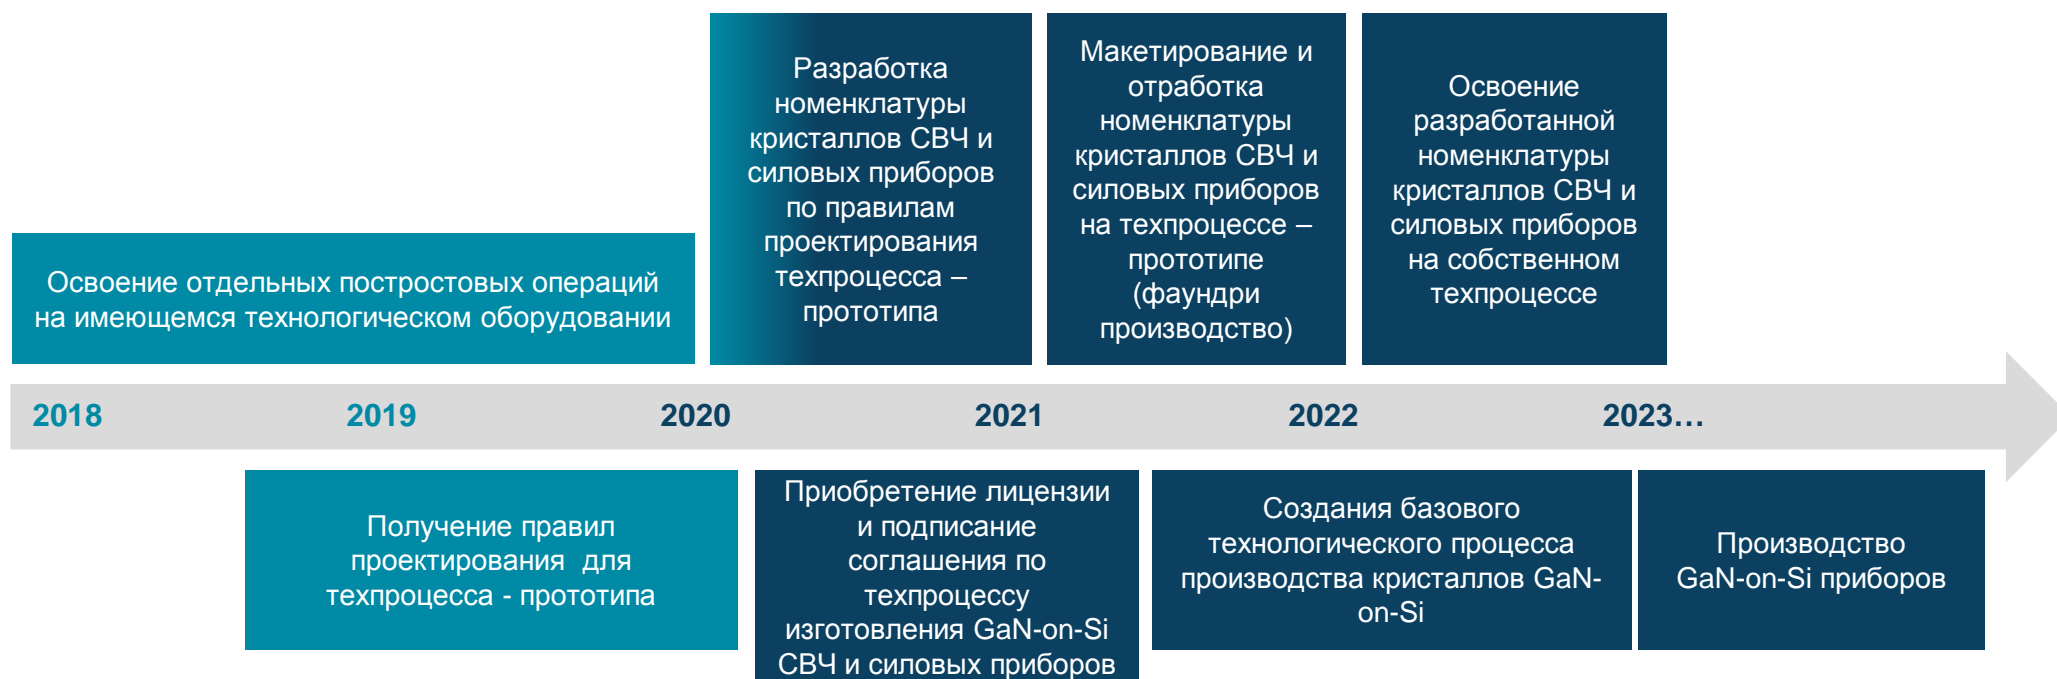 Освоение отдельных постростовых операций
на имеющемся технологическом оборудовании
Разработка
номенклатуры
кристаллов СВЧ и
силовых приборов
по правилам
проектирования
техпроцесса –
прототипа
Макетирование и
отработка
номенклатуры
кристаллов СВЧ и
силовых приборов
на техпроцессе –
прототипе
(фаундри
производство)
Освоение
разработанной
номенклатуры
кристаллов СВЧ и
силовых приборов
на собственном
техпроцессе
2018 2019 2020 2021 2022 2023…
Получение правил
проектирования для
техпроцесса - прототипа
Приобретение лицензии
и подписание
соглашения по
техпроцессу
изготовления GaN-on-Si
СВЧ и силовых приборов
Создания базового
технологического процесса
производства кристаллов GaN-
on-Si
Производство
GaN-on-Si приборов